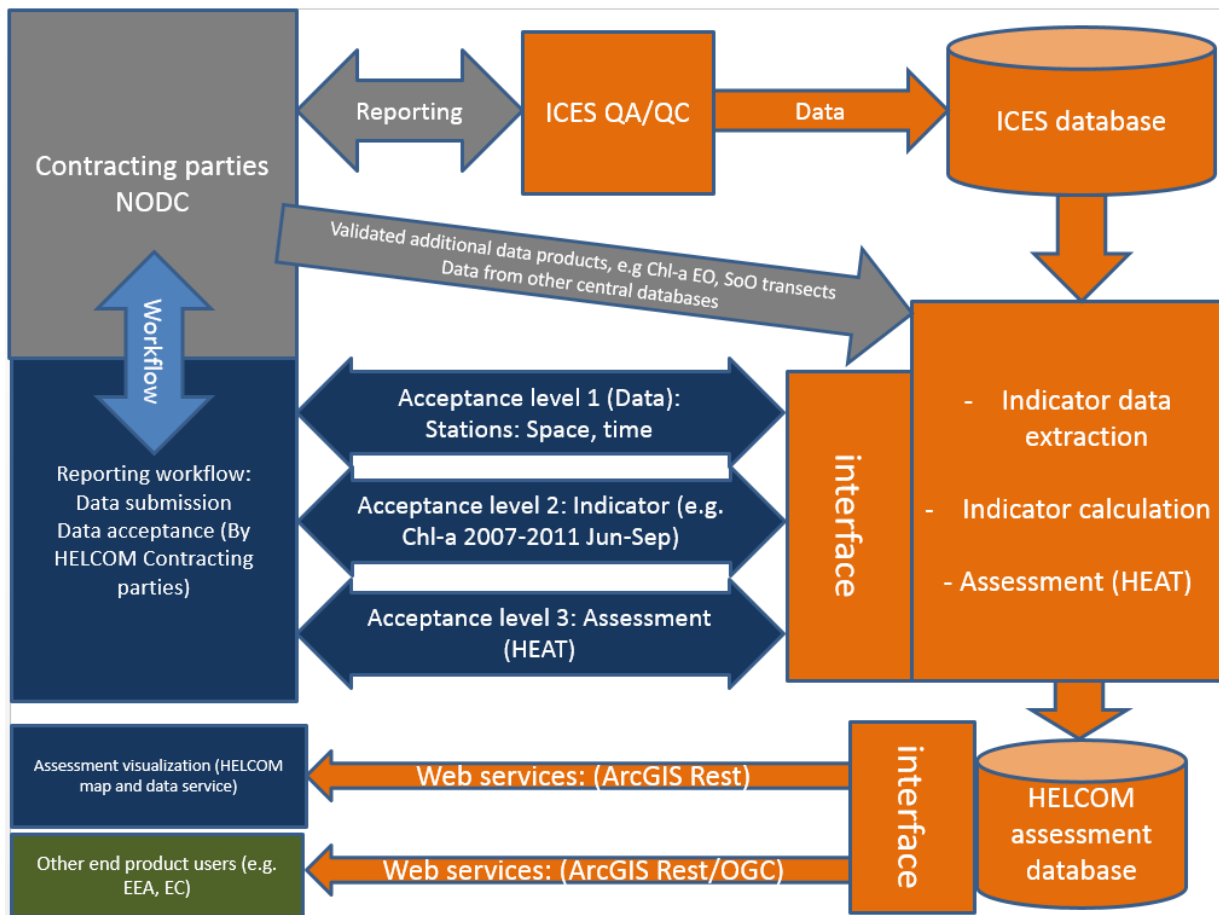 Contracting parties
NODC
Reporting
ICES QA/QC
Data
ICES database
Validated additional data products, e.g Chl-a EO, SoO transects
Data from other central databases
Workflow
Reporting workflow:
Data submission
Data acceptance (By
HELCOM Contracting
parties)
Acceptance level 1 (Data):
Stations: Space, time
Acceptance level 2: Indicator (e.g.
Chl-a 2007-2011 Jun-Sep)
Acceptance level 3: Assessment
(HEAT)
interface
- Indicator data
extraction
- Indicator calculation
- Assessment (HEAT)
Assessment visualization (HELCOM
map and data service)
Web services: (ArcGIS Rest)
interface
HELCOM
assessment
database
Other end product users (e.g.
EEA, EC)
Web services: (ArcGIS Rest/OGC)